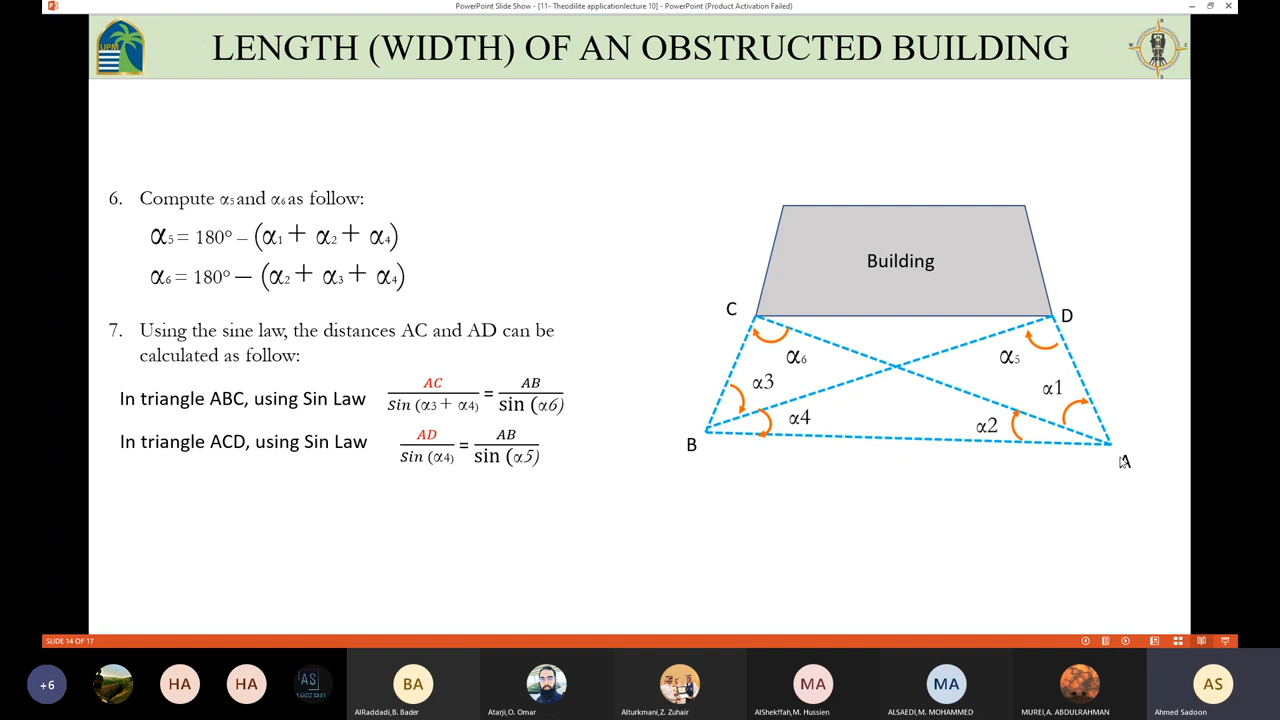 PowerPoint Slide Show - [11- Theodilite applicationlecture 10] - PowerPoint (Product Activation Failed)
UPM
LENGTH (WIDTH) OF AN OBSTRUCTED BUILDING
6. Compute α5 and α6 as follow:
α5 = 180° – (α1 + α2 + α4)
α6 = 180° – (α2 + α3 + α4)
7. Using the sine law, the distances AC and AD can be
calculated as follow:
In triangle ABC, using Sin Law AC / Sin (α3 + α4) = AB / sin (α6)
In triangle ACD, using Sin Law AD / Sin (α4) = AB / sin (α5)
Building
C
D
α6
α5
α3
α1
α4
α2
B
A
SLIDE 14 OF 17
+6
HA
HA
AS
BA
AlRaddadi,B. Bader
Atarji,O. Omar
Alturkmani,Z. Zuhair
MA
AlShekffah,M. Hussien
MA
ALSAEDI,M. MOHAMMED
MUREI,A. ABDULRAHMAN
AS
Ahmed Sadoon